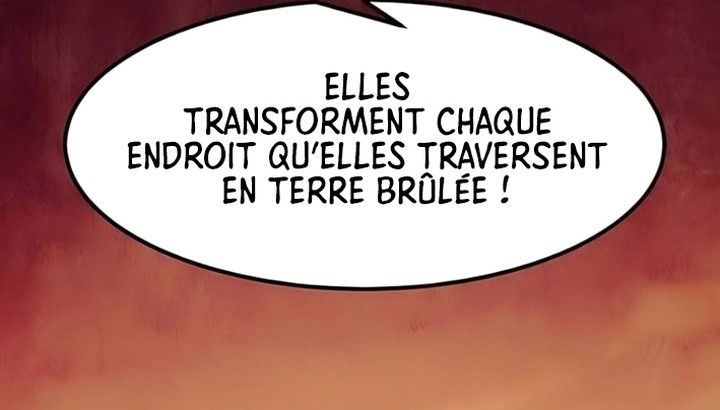 ELLES
TRANSFORMENT CHAQUE
ENDROIT QU'ELLES TRAVERSENT
EN TERRE BRÛLÉE !